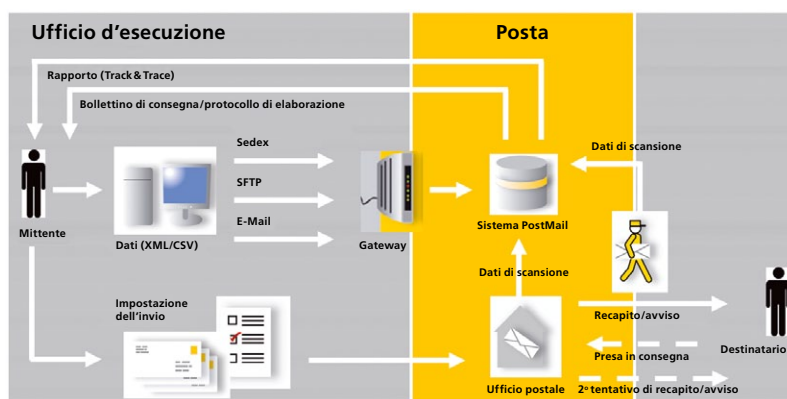 Ufficio d'esecuzione
Posta
Rapporto (Track & Trace)
Bollettino di consegna/protocollo di elaborazione
Sedex
Dati di scansione
SFTP
E-Mail
Mittente
Dati (XML/CSV)
Gateway
Sistema PostMail
Dati di scansione
Impostazione
dell'invio
Recapito/avviso
Presa in consegna
Destinatario
Ufficio postale
2º tentativo di recapito/avviso